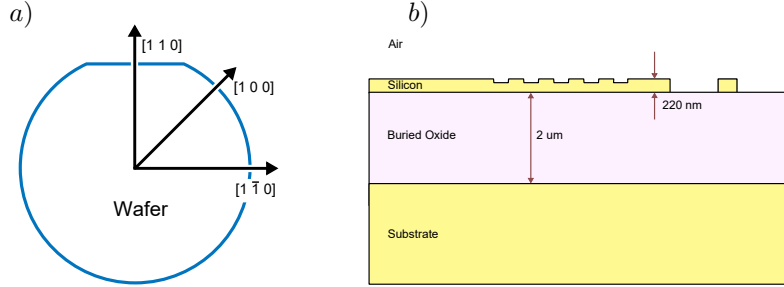 a)
[1 1 0]
[1 0 0]
[1 1̄ 0]
Wafer
b)
Air
Silicon
220 nm
Buried Oxide
2 um
Substrate